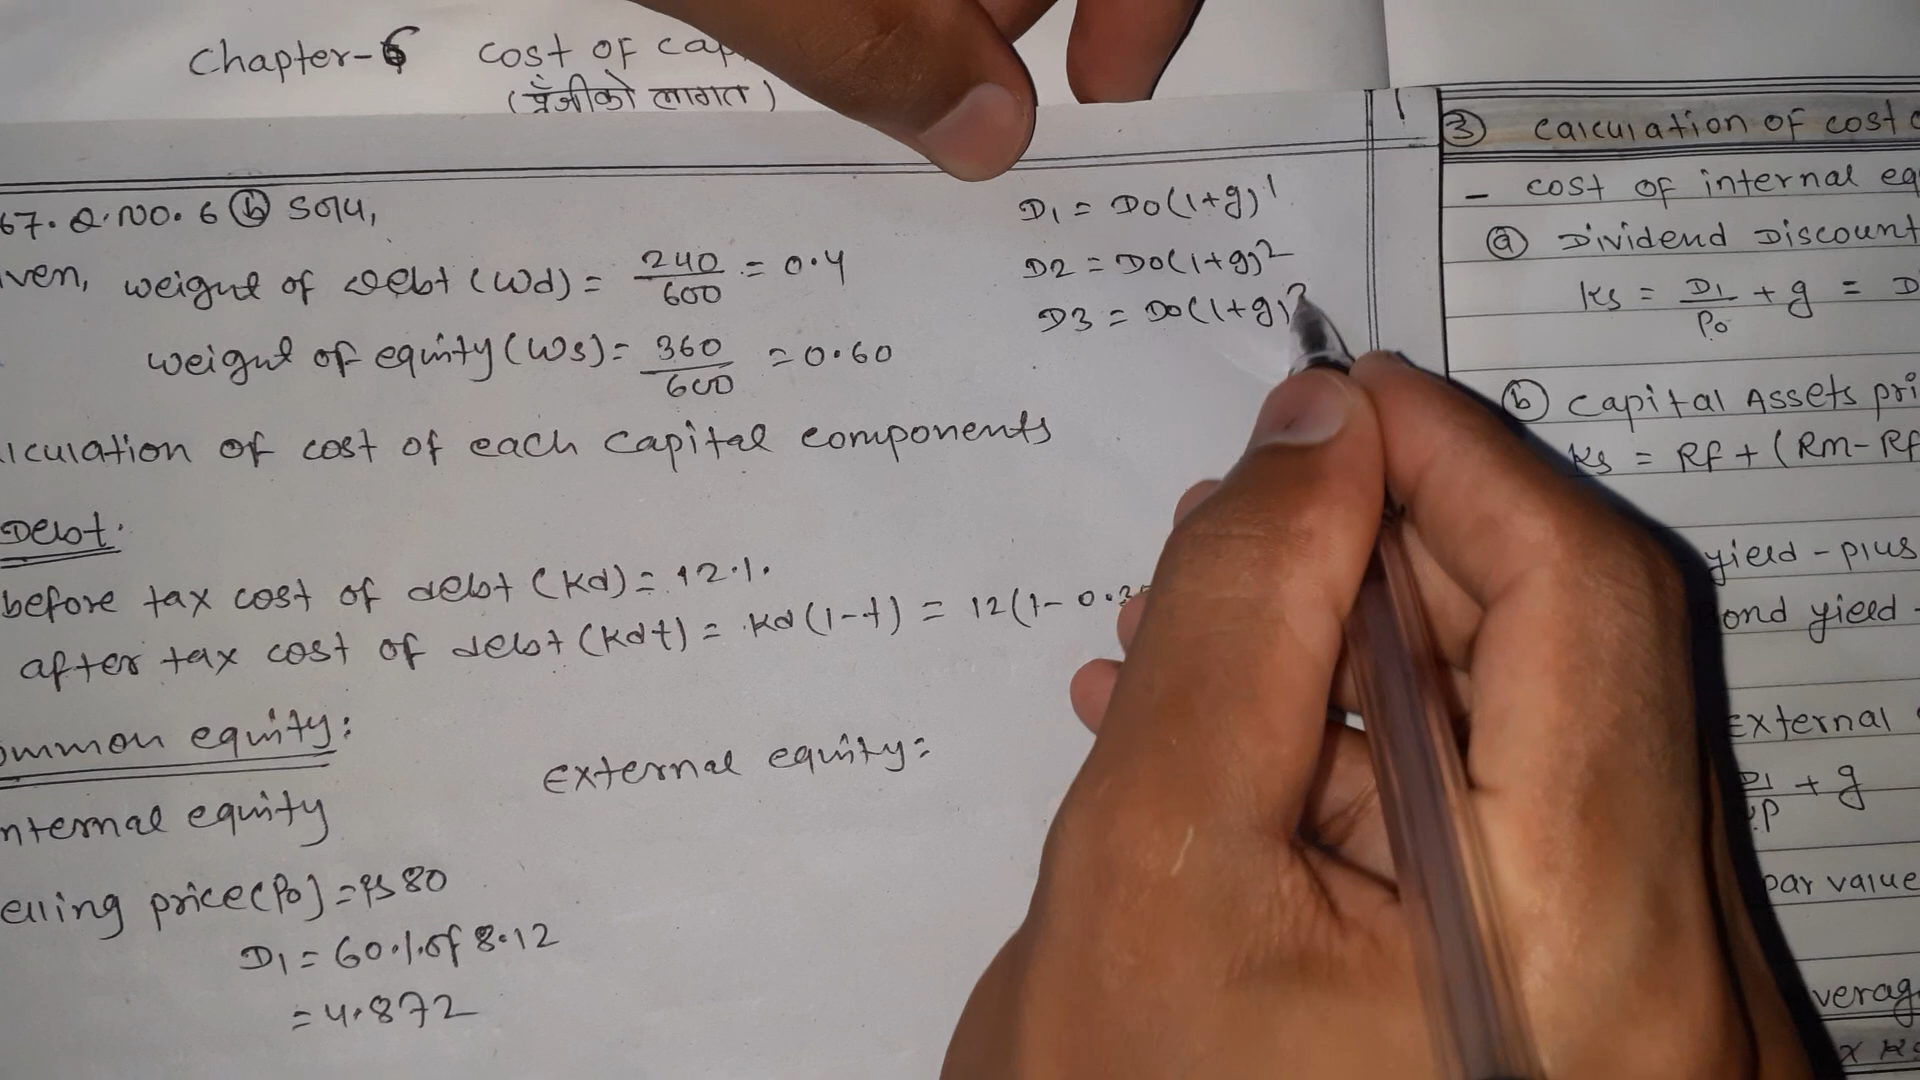 Chapter-6 cost of cap
(पूँजीको लागत)
67. Q.NO. 6 (b) Soln,
iven, weight of debt (Wd) = 240/600 = 0.4
weight of equity (Ws) = 360/600 = 0.60
lculation of cost of each capital components
Debt:
before tax cost of debt (Kd) = 12%.
after tax cost of debt (Kdt) = Kd (1-t) = 12(1-0.3
ommon equity:
nternal equity
elling price (P0) = Rs 80
D1 = 60% of 8.12
= 4.872
external equity:
D1 = D0(1+g)1
D2 = D0(1+g)2
D3 = D0(1+g)3
(3) calculation of cost o
- cost of internal eq
(a) Dividend Discount
Ks = D1/P0 + g = D
(b) Capital Assets pri
Ks = Rf + (Rm-Rf
yield-plus
ond yield -
External
D1
P + g
par value
verag
x Ks